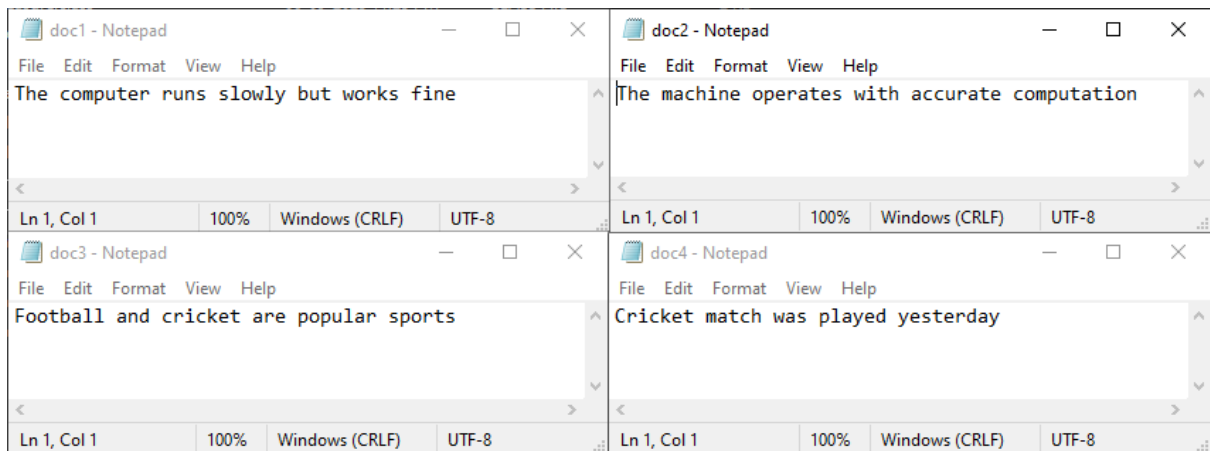 doc1 - Notepad
File Edit Format View Help
The computer runs slowly but works fine
Ln 1, Col 1 100% Windows (CRLF) UTF-8
doc2 - Notepad
File Edit Format View Help
The machine operates with accurate computation
Ln 1, Col 1 100% Windows (CRLF) UTF-8
doc3 - Notepad
File Edit Format View Help
Football and cricket are popular sports
Ln 1, Col 1 100% Windows (CRLF) UTF-8
doc4 - Notepad
File Edit Format View Help
Cricket match was played yesterday
Ln 1, Col 1 100% Windows (CRLF) UTF-8